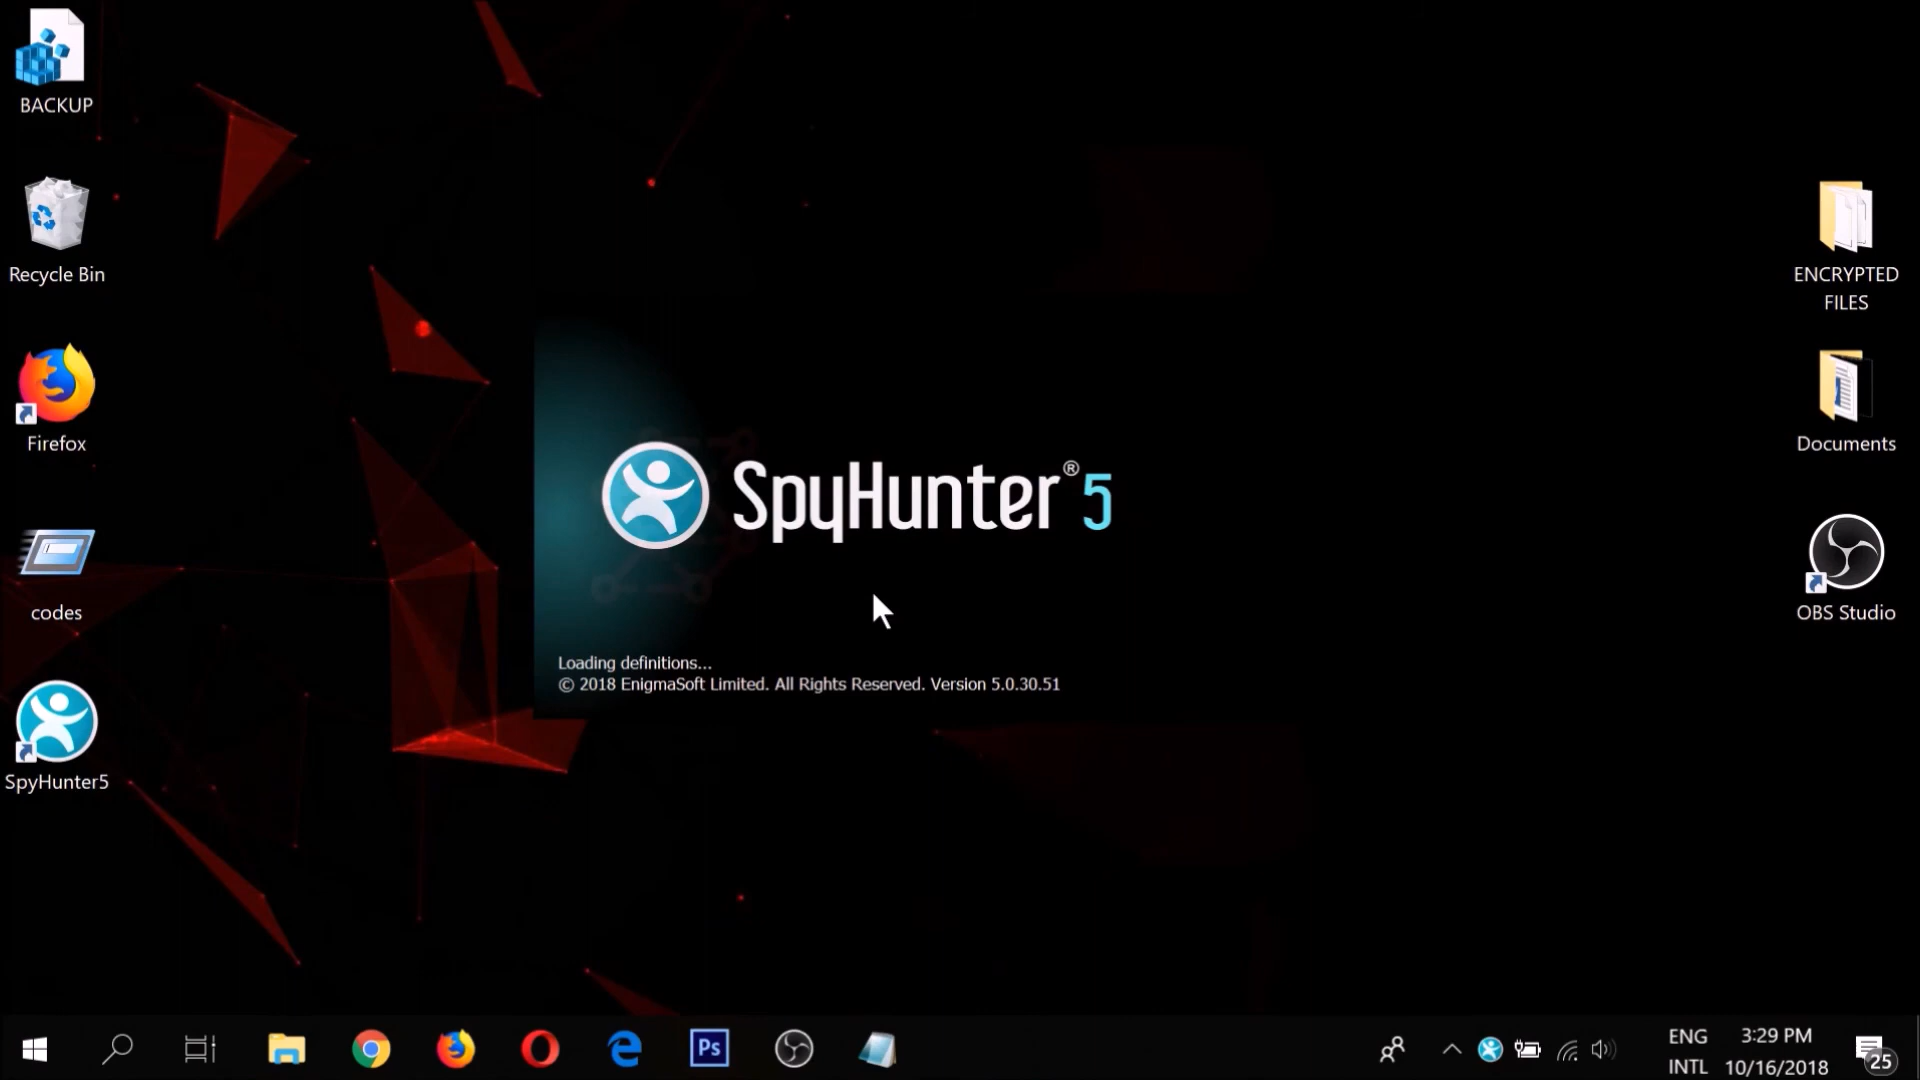 BACKUP
Recycle Bin
Firefox
codes
SpyHunter5
SpyHunter®5
Loading definitions...
© 2018 EnigmaSoft Limited. All Rights Reserved. Version 5.0.30.51
ENCRYPTED
FILES
Documents
OBS Studio
Ps
ENG
INTL
3:29 PM
10/16/2018
25